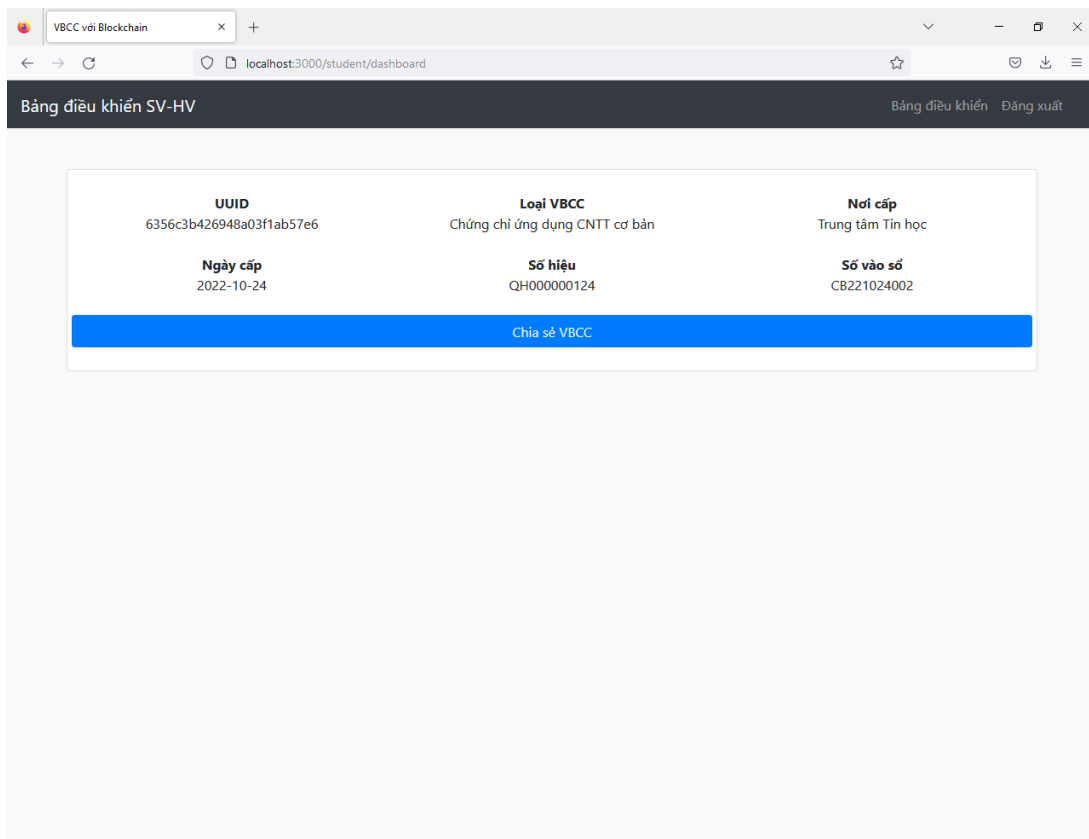 VBCC với Blockchain
localhost:3000/student/dashboard
Bảng điều khiển SV-HV
Bảng điều khiển Đăng xuất
UUID Loại VBCC Nơi cấp
6356c3b426948a03f1ab57e6 Chứng chỉ ứng dụng CNTT cơ bản Trung tâm Tin học
Ngày cấp Số hiệu Số vào sổ
2022-10-24 QH000000124 CB221024002
Chia sẻ VBCC